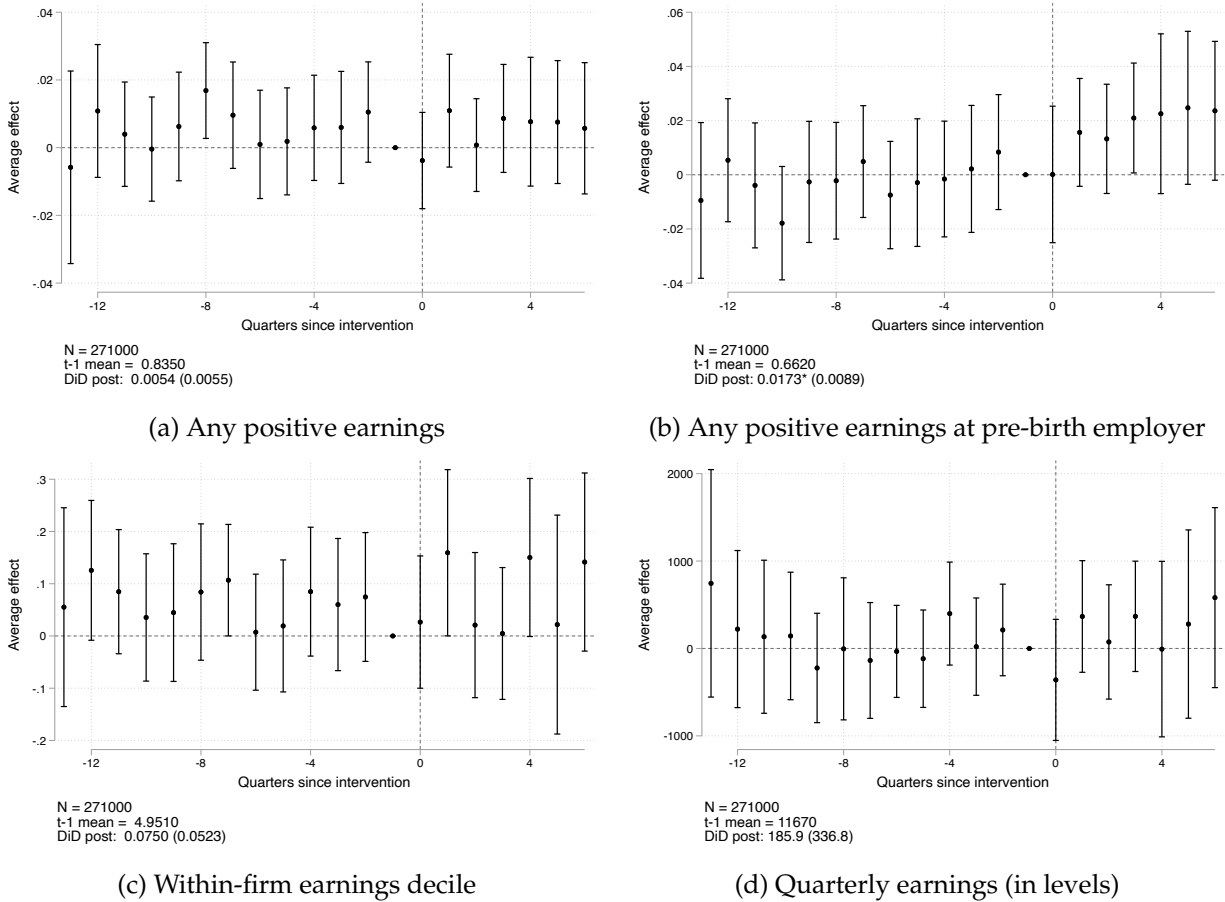 .04
.02
0
-.02
-.04
Average effect
-12
-8
-4
0
4
Quarters since intervention
N = 271000
t-1 mean = 0.8350
DiD post: 0.0054 (0.0055)
(a) Any positive earnings
.06
.04
.02
0
-.02
-.04
Average effect
-12
-8
-4
0
4
Quarters since intervention
N = 271000
t-1 mean = 0.6620
DiD post: 0.0173* (0.0089)
(b) Any positive earnings at pre-birth employer
.3
.2
.1
0
-.1
-.2
Average effect
-12
-8
-4
0
4
Quarters since intervention
N = 271000
t-1 mean = 4.9510
DiD post: 0.0750 (0.0523)
(c) Within-firm earnings decile
2000
1000
0
-1000
Average effect
-12
-8
-4
0
4
Quarters since intervention
N = 271000
t-1 mean = 11670
DiD post: 185.9 (336.8)
(d) Quarterly earnings (in levels)